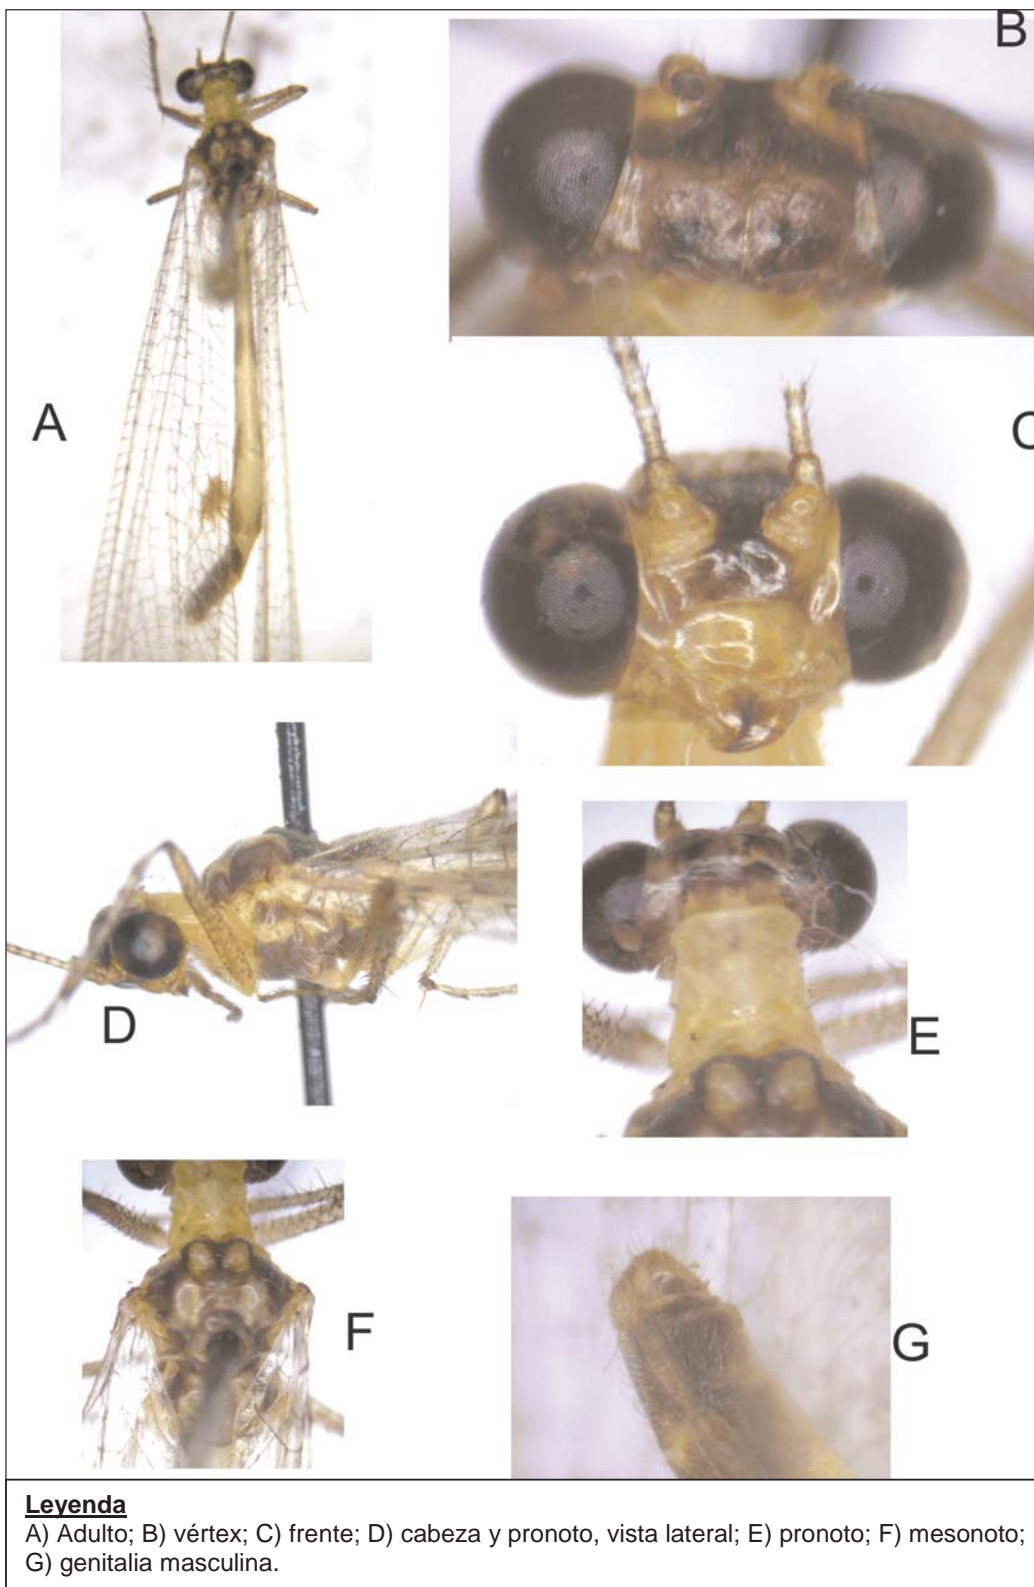 B
A
C
D
E
F
G
Leyenda
A) Adulto; B) vértex; C) frente; D) cabeza y pronoto, vista lateral; E) pronoto; F) mesonoto;
G) genitalia masculina.